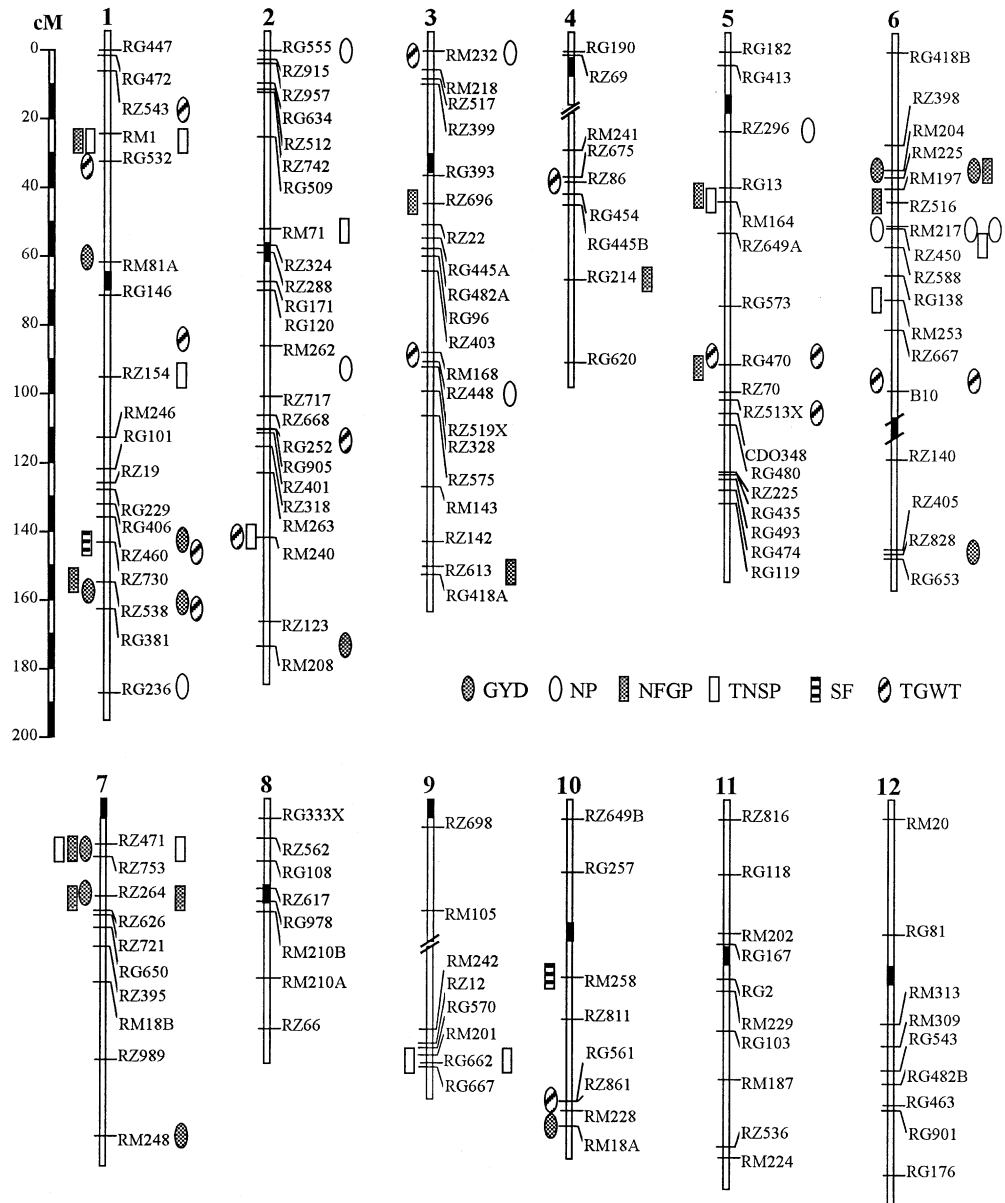 cM
0
20
40
60
80
100
120
140
160
180
200
1
RG447
RG472
RZ543
RM1
RG532
RM81A
RG146
RZ154
RM246
RG101
RZ19
RG229
RG406
RZ460
RZ730
RZ538
RG381
RG236
2
RG555
RZ915
RZ957
RG634
RZ512
RZ742
RG509
RM71
RZ324
RZ288
RG171
RG120
RM262
RZ717
RZ668
RG252
RG905
RZ401
RZ318
RM263
RM240
RZ123
RM208
3
RM232
RM218
RZ517
RZ399
RG393
RZ696
RZ22
RG445A
RG482A
RG96
RZ403
RM168
RZ448
RZ519X
RZ328
RZ575
RM143
RZ142
RZ613
RG418A
4
RG190
RZ69
RM241
RZ675
RZ86
RG454
RG445B
RG214
RG620
5
RG182
RG413
RZ296
RG13
RM164
RZ649A
RG573
RG470
RZ70
RZ513X
CDO348
RG480
RZ225
RG435
RG493
RG474
RG119
6
RG418B
RZ398
RM204
RM225
RM197
RZ516
RM217
RZ450
RZ588
RG138
RM253
RZ667
B10
RZ140
RZ405
RZ828
RG653
GYD NP NFGP TNSP SF TGWT
7
RZ471
RZ753
RZ264
RZ626
RZ721
RG650
RZ395
RM18B
RZ989
RM248
8
RG333X
RZ562
RG108
RZ617
RG978
RM210B
RM210A
RZ66
9
RZ698
RM105
RM242
RZ12
RG570
RM201
RG662
RG667
10
RZ649B
RG257
RM258
RZ811
RG561
RZ861
RM228
RM18A
11
RZ816
RG118
RM202
RG167
RG2
RM229
RG103
RM187
RZ536
RM224
12
RM20
RG81
RM313
RM309
RG543
RG482B
RG463
RG901
RG176